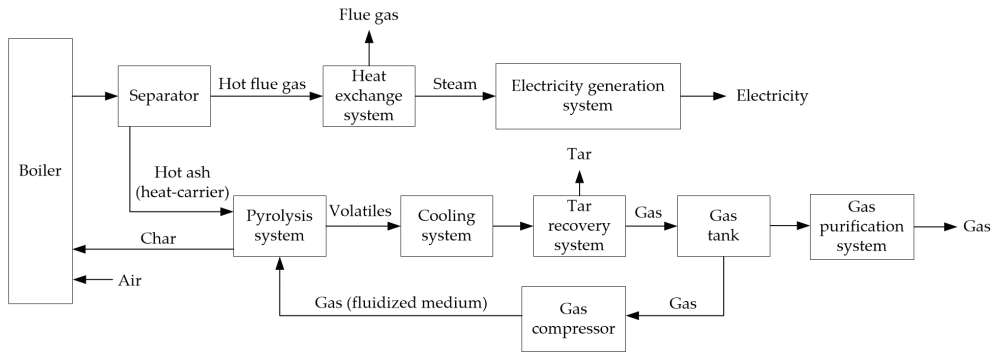 Flue gas
Boiler
Separator
Hot flue gas
Heat
exchange
system
Steam
Electricity generation
system
Electricity
Hot ash
(heat-carrier)
Tar
Pyrolysis
system
Volatiles
Cooling
system
Tar
recovery
system
Gas
Gas
tank
Gas
purification
system
Gas
Char
Air
Gas (fluidized medium)
Gas
compressor
Gas